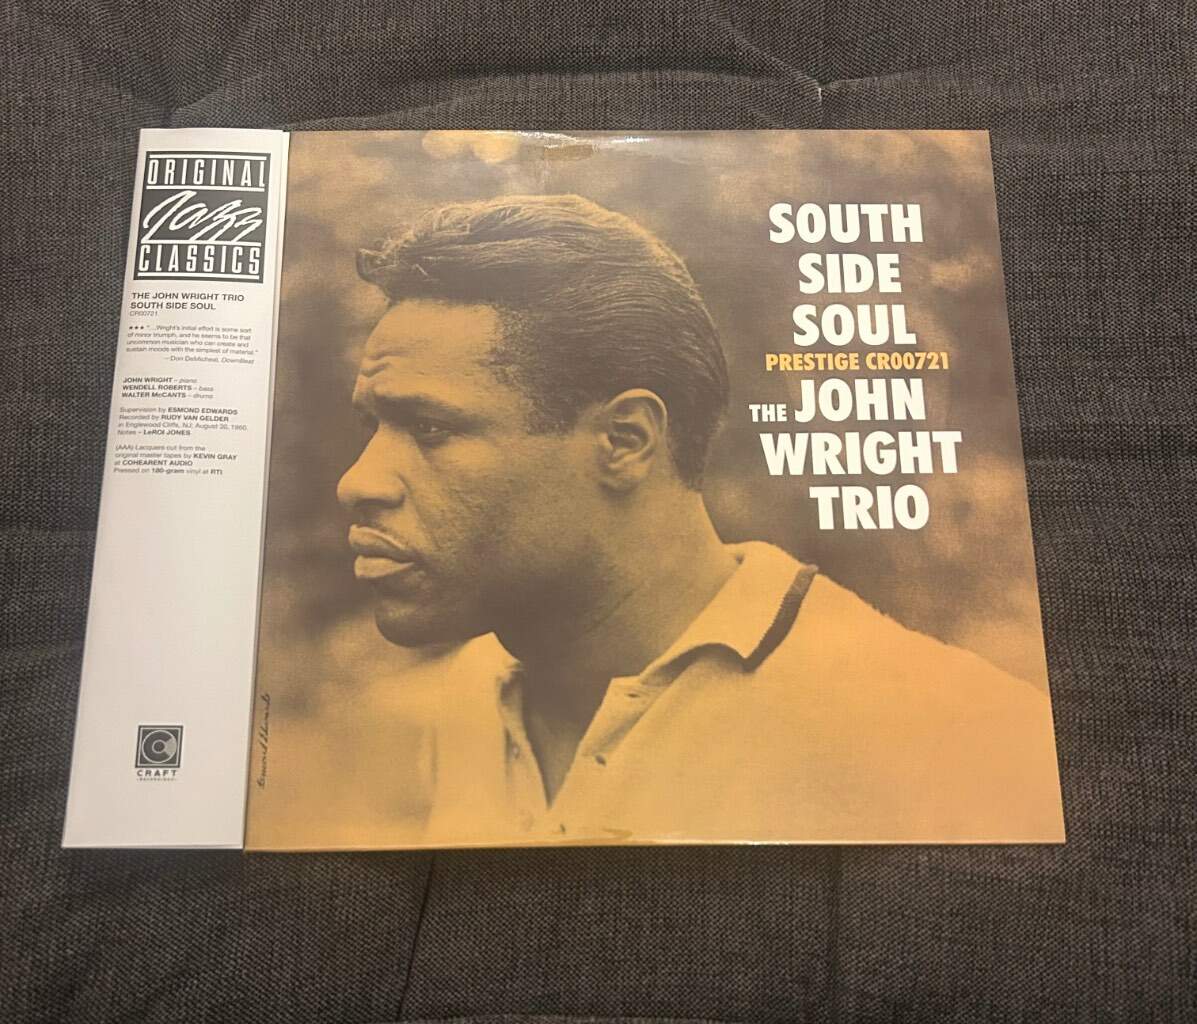 ORIGINAL
Jazz
CLASSICS
THE JOHN WRIGHT TRIO
SOUTH SIDE SOUL
CR00721
★★★ "...Wright's initial effort is some sort
of minor triumph, and he seems to be that
uncommon musician who can create and
sustain moods with the simplest of material."
—Don DeMicheal, DownBeat
JOHN WRIGHT – piano
WENDELL ROBERTS – bass
WALTER McCANTS – drums
Supervision by ESMOND EDWARDS
Recorded by RUDY VAN GELDER
in Englewood Cliffs, NJ; August 30, 1960.
Notes – LeROI JONES
(AAA) Lacquers cut from the
original master tapes by KEVIN GRAY
at COHEARENT AUDIO
Pressed on 180-gram vinyl at RTI
CRAFT
RECORDINGS
Esmond Edwards
SOUTH
SIDE
SOUL
PRESTIGE CR00721
THE JOHN
WRIGHT
TRIO